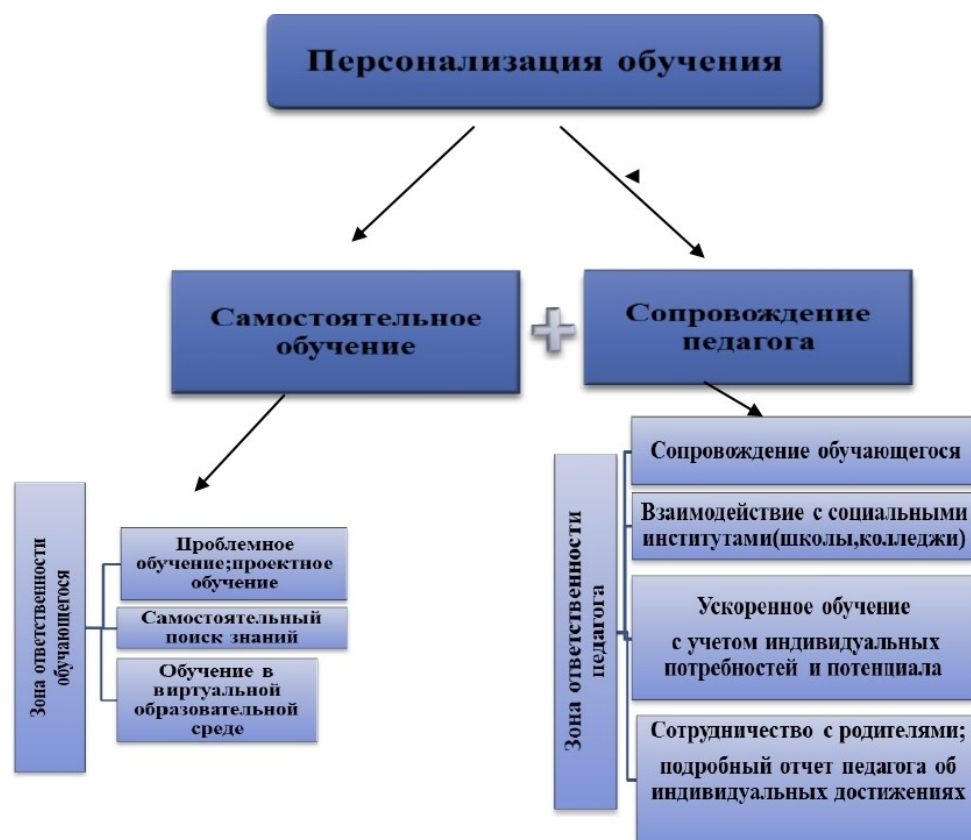 Персонализация обучения
Самостоятельное
обучение
Сопровождение
педагога
Зона ответственности
обучающегося
Проблемное
обучение;проектное
обучение
Самостоятельный
поиск знаний
Обучение в
виртуальной
образовательной
среде
Зона ответственности
педагога
Сопровождение обучающегося
Взаимодействие с социальными
институтами(школы,колледжи)
Ускоренное обучение
с учетом индивидуальных
потребностей и потенциала
Сотрудничество с родителями;
подробный отчет педагога об
индивидуальных достижениях